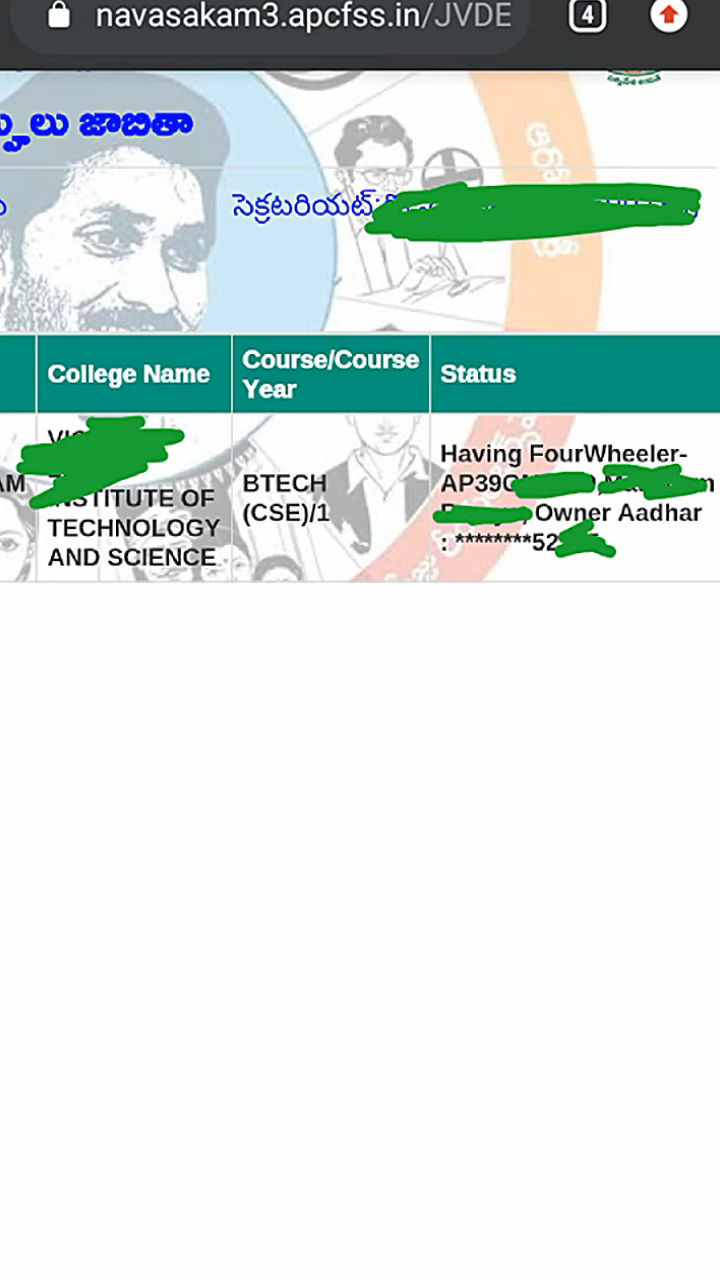 navasakam3.apcfss.in/JVDE
4
జాబితా
సెక్రటరియట్:
College Name
Course/Course
Year
Status
AM
INSTITUTE OF
TECHNOLOGY
AND SCIENCE
BTECH
(CSE)/1
Having FourWheeler-
AP39
Owner Aadhar
: ********52